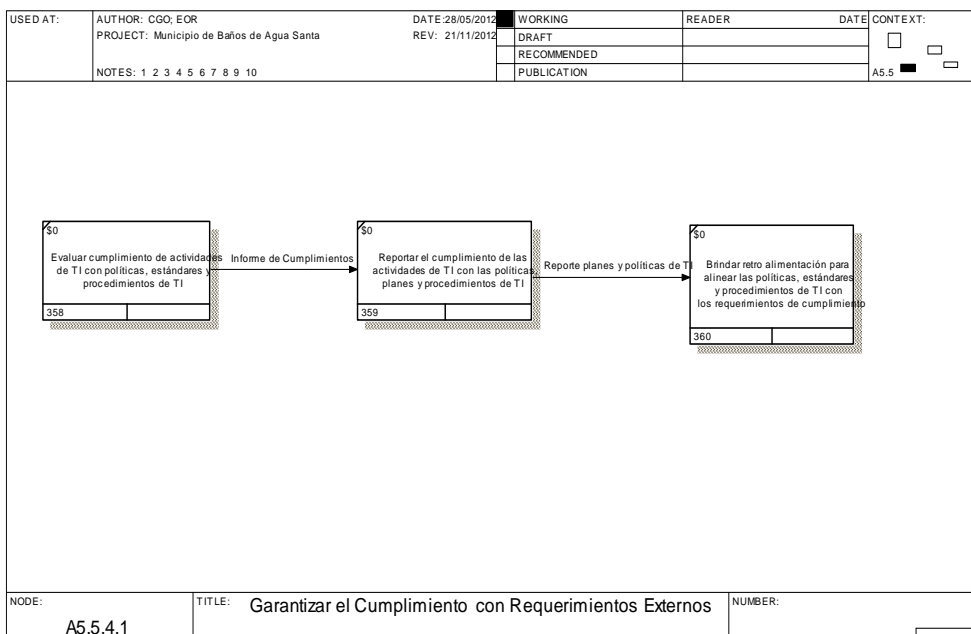 USED AT:
AUTHOR: CGO; EOR
DATE:28/05/2012
WORKING
READER
DATE
CONTEXT:
PROJECT: Municipio de Baños de Agua Santa
REV: 21/11/2012
DRAFT
RECOMMENDED
NOTES: 1 2 3 4 5 6 7 8 9 10
PUBLICATION
A5.5
$0
Evaluar cumplimiento de actividades
de TI con políticas, estándares y
procedimientos de TI
358
Informe de Cumplimientos
$0
Reportar el cumplimiento de las
actividades de TI con las políticas,
planes y procedimientos de TI
359
Reporte planes y políticas de TI
$0
Brindar retro alimentación para
alinear las políticas, estándares
y procedimientos de TI con
los requerimientos de cumplimiento
360
NODE:
A5.5.4.1
TITLE:
Garantizar el Cumplimiento con Requerimientos Externos
NUMBER: